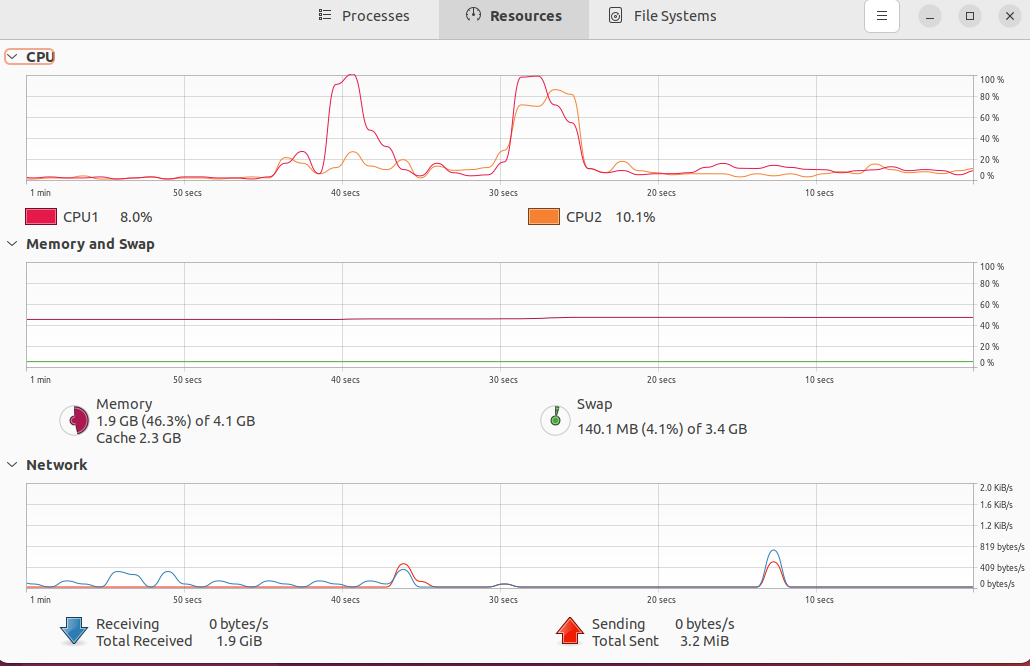 Processes Resources File Systems
CPU
100 %
80 %
60 %
40 %
20 %
0 %
1 min 50 secs 40 secs 30 secs 20 secs 10 secs
CPU1 8.0% CPU2 10.1%
Memory and Swap
100 %
80 %
60 %
40 %
20 %
0 %
1 min 50 secs 40 secs 30 secs 20 secs 10 secs
Memory
1.9 GB (46.3%) of 4.1 GB
Cache 2.3 GB
Swap
140.1 MB (4.1%) of 3.4 GB
Network
2.0 KiB/s
1.6 KiB/s
1.2 KiB/s
819 bytes/s
409 bytes/s
0 bytes/s
1 min 50 secs 40 secs 30 secs 20 secs 10 secs
Receiving 0 bytes/s
Total Received 1.9 GiB
Sending 0 bytes/s
Total Sent 3.2 MiB